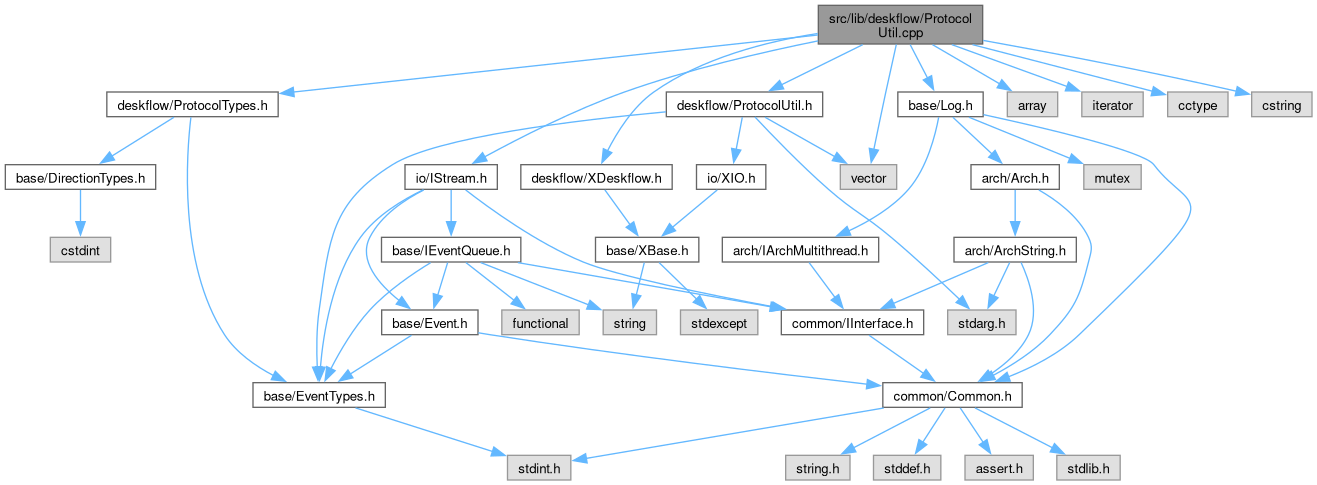 src/lib/deskflow/Protocol
Util.cpp
deskflow/ProtocolTypes.h
deskflow/ProtocolUtil.h
base/Log.h
array
iterator
cctype
cstring
base/DirectionTypes.h
io/IStream.h
deskflow/XDeskflow.h
io/XIO.h
vector
arch/Arch.h
mutex
cstdint
base/IEventQueue.h
base/XBase.h
arch/IArchMultithread.h
arch/ArchString.h
base/Event.h
functional
string
stdexcept
common/IInterface.h
stdarg.h
base/EventTypes.h
common/Common.h
stdint.h
string.h
stddef.h
assert.h
stdlib.h